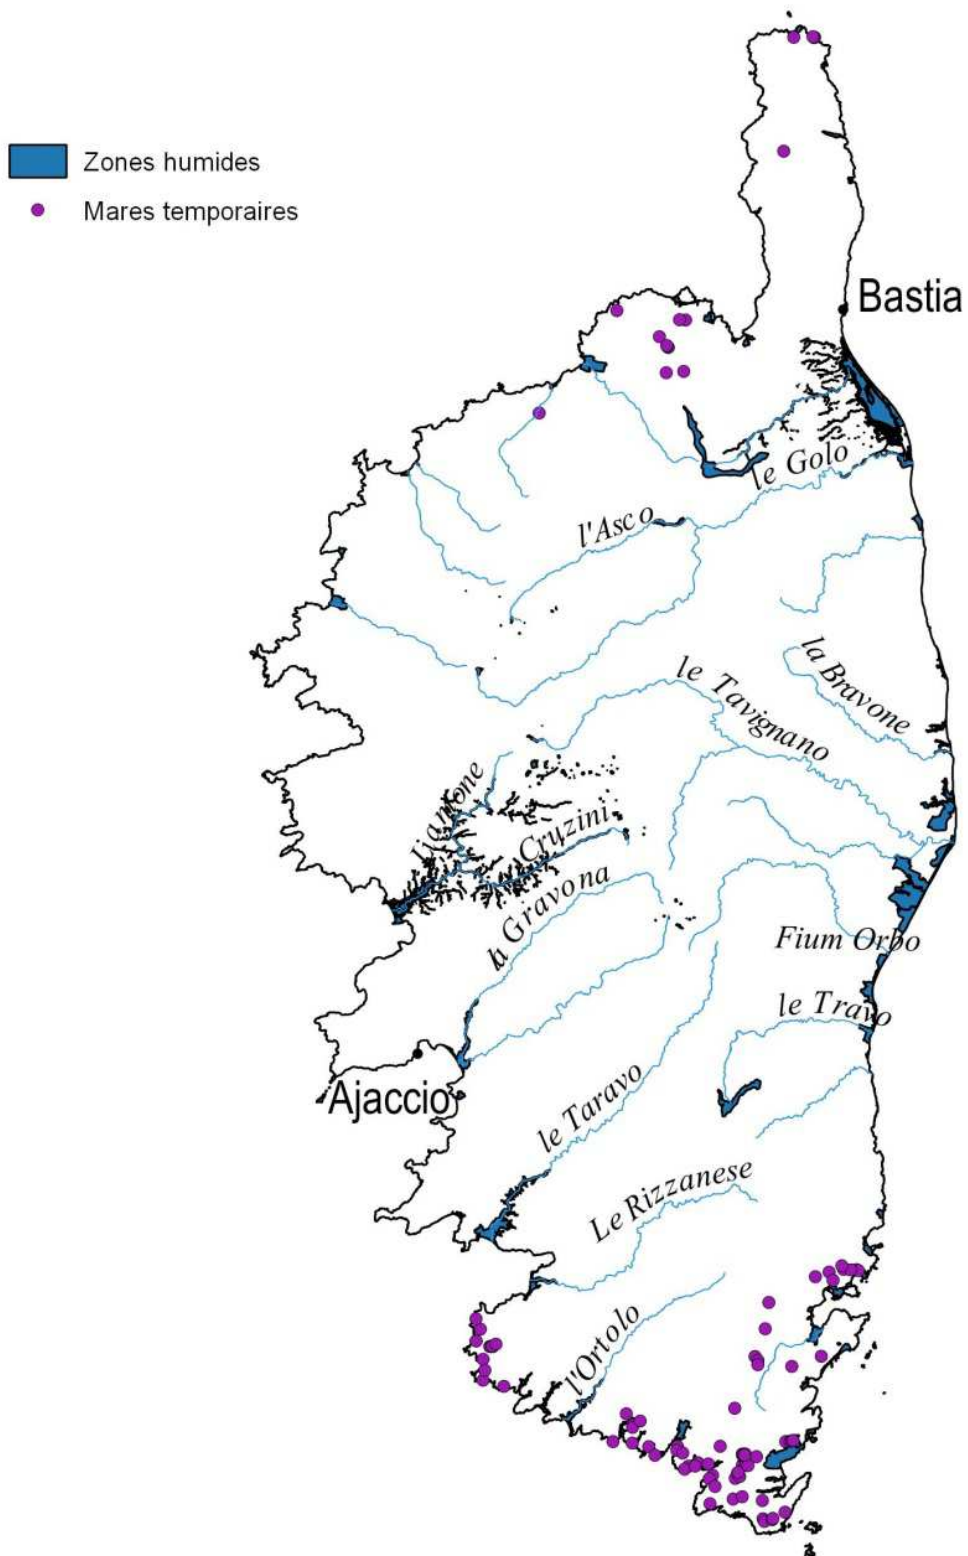 Zones humides
Mares temporaires
Bastia
le Golo
l'Asco
la Bravone
le Tavignano
Liamone
Cruzini
la Gravona
Fium Orbo
le Travo
Ajaccio
le Taravo
Le Rizzanese
l'Ortolo